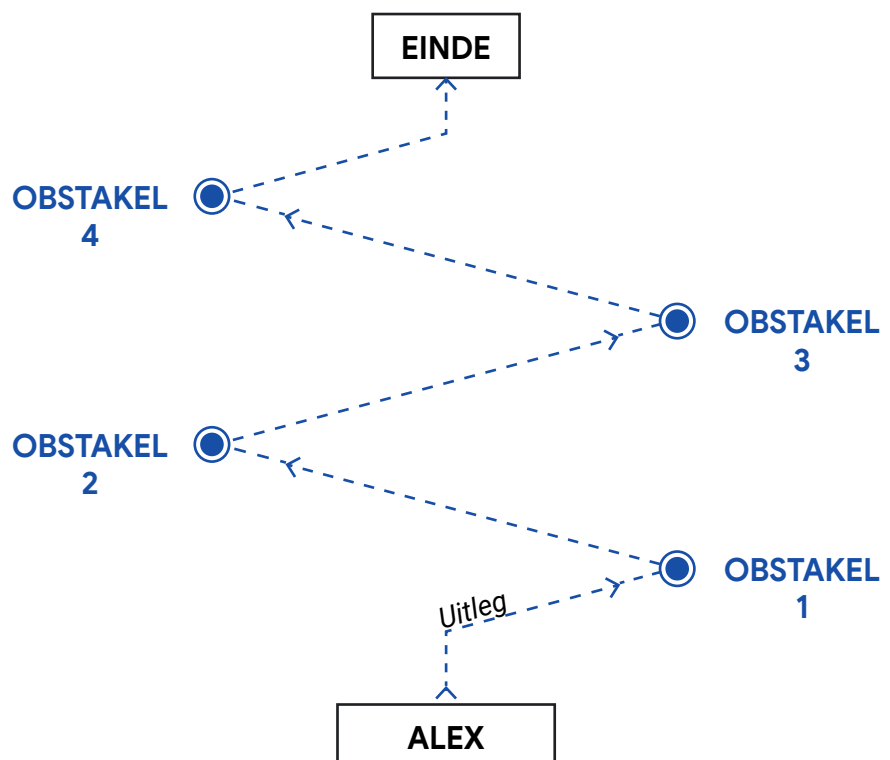 EINDE
OBSTAKEL
4
OBSTAKEL
3
OBSTAKEL
2
OBSTAKEL
1
Uitleg
ALEX